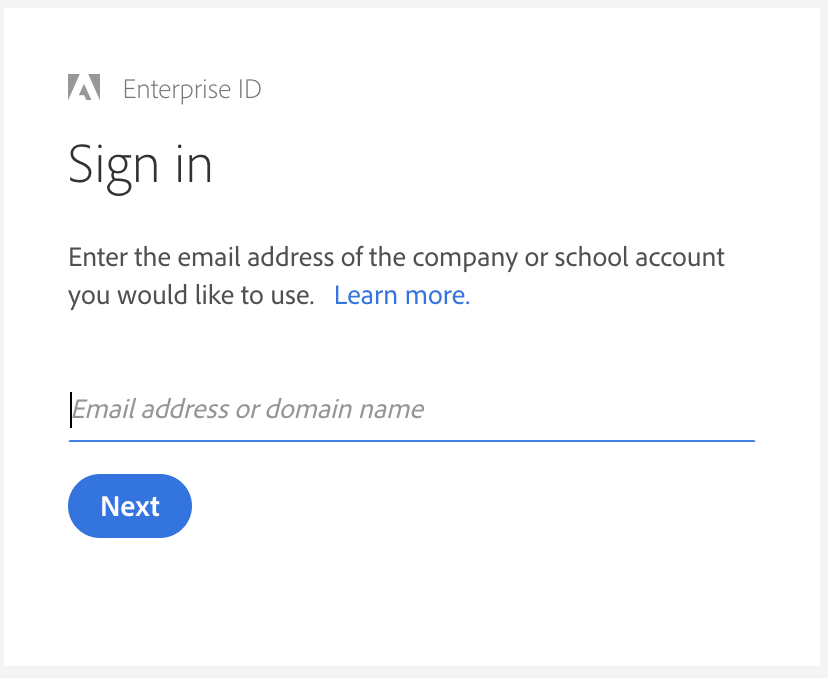 Enterprise ID
Sign in
Enter the email address of the company or school account
you would like to use. Learn more.
Email address or domain name
Next